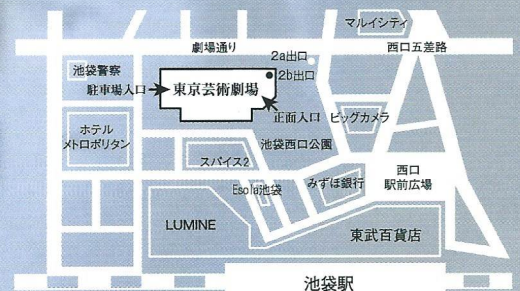 マルイシティ
劇場通り
西口五差路
2a出口
2b出口
池袋警察
駐車場入口
東京芸術劇場
正面入口
ビッグカメラ
ホテル
メトロポリタン
池袋西口公園
スパイス2
Esola池袋
みずほ銀行
西口
駅前広場
LUMINE
東武百貨店
池袋駅